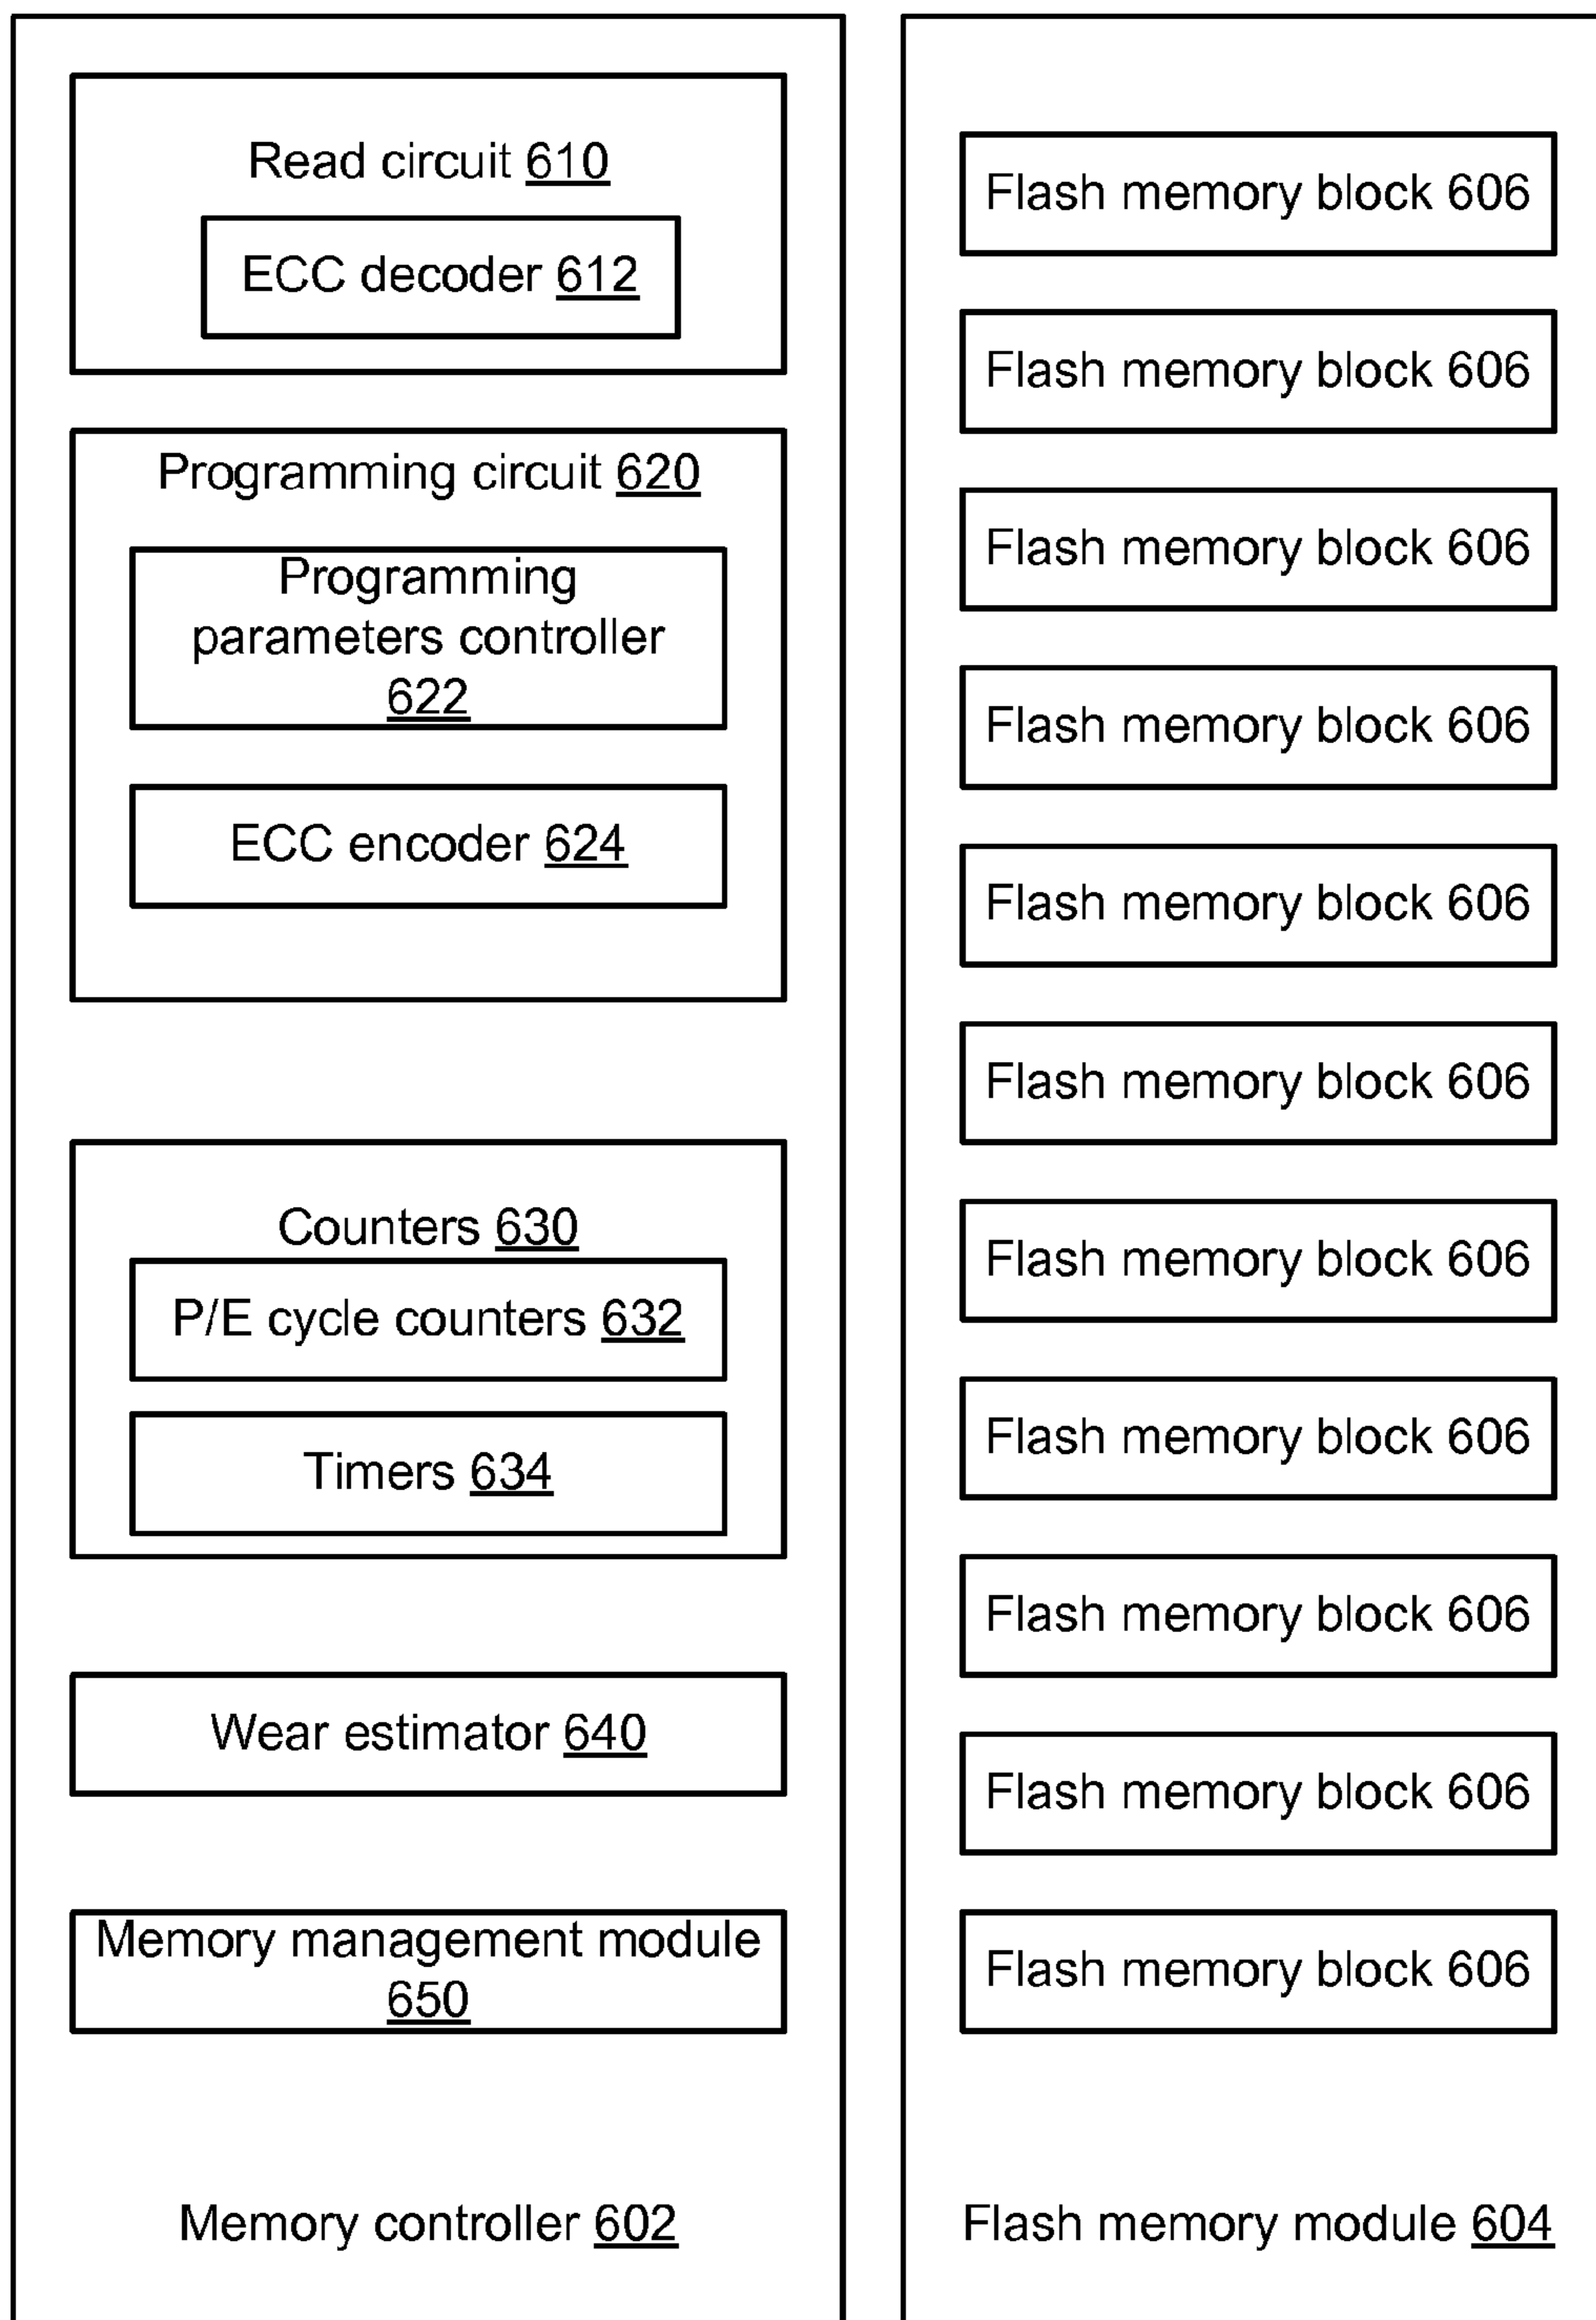 Read circuit 610
ECC decoder 612
Programming circuit 620
Programming
parameters controller
622
ECC encoder 624
Counters 630
P/E cycle counters 632
Timers 634
Wear estimator 640
Memory management module
650
Memory controller 602
Flash memory block 606
Flash memory block 606
Flash memory block 606
Flash memory block 606
Flash memory block 606
Flash memory block 606
Flash memory block 606
Flash memory block 606
Flash memory block 606
Flash memory block 606
Flash memory block 606
Flash memory module 604